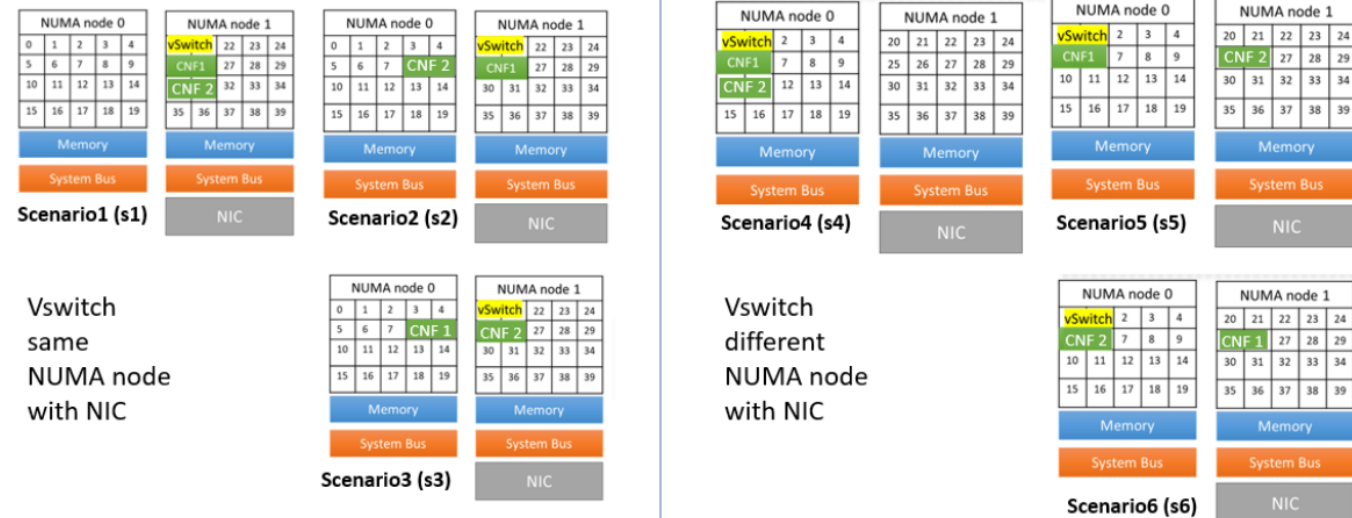 NUMA node 0
0 1 2 3 4
5 6 7 8 9
10 11 12 13 14
15 16 17 18 19
Memory
System Bus
Scenario1 (s1)
NUMA node 1
vSwitch 22 23 24
CNF1 27 28 29
CNF 2 32 33 34
35 36 37 38 39
Memory
System Bus
NIC
NUMA node 0
0 1 2 3 4
5 6 7 CNF 2
10 11 12 13 14
15 16 17 18 19
Memory
System Bus
Scenario2 (s2)
NUMA node 1
vSwitch 22 23 24
CNF1 27 28 29
30 31 32 33 34
35 36 37 38 39
Memory
System Bus
NIC
Vswitch
same
NUMA node
with NIC
NUMA node 0
0 1 2 3 4
5 6 7 CNF 1
10 11 12 13 14
15 16 17 18 19
Memory
System Bus
Scenario3 (s3)
NUMA node 1
vSwitch 22 23 24
CNF 2 27 28 29
30 31 32 33 34
35 36 37 38 39
Memory
System Bus
NIC
NUMA node 0
vSwitch 2 3 4
CNF1 7 8 9
CNF 2 12 13 14
15 16 17 18 19
Memory
System Bus
Scenario4 (s4)
NUMA node 1
20 21 22 23 24
25 26 27 28 29
30 31 32 33 34
35 36 37 38 39
Memory
System Bus
NIC
NUMA node 0
vSwitch 2 3 4
CNF1 7 8 9
10 11 12 13 14
15 16 17 18 19
Memory
System Bus
Scenario5 (s5)
NUMA node 1
20 21 22 23 24
CNF 2 27 28 29
30 31 32 33 34
35 36 37 38 39
Memory
System Bus
NIC
Vswitch
different
NUMA node
with NIC
NUMA node 0
vSwitch 2 3 4
CNF 2 7 8 9
10 11 12 13 14
15 16 17 18 19
Memory
System Bus
Scenario6 (s6)
NUMA node 1
20 21 22 23 24
CNF 1 27 28 29
30 31 32 33 34
35 36 37 38 39
Memory
System Bus
NIC